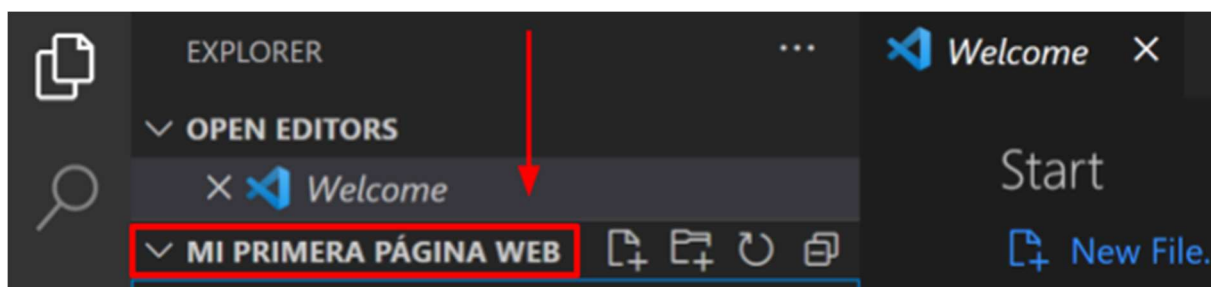 EXPLORER
Welcome
OPEN EDITORS
Welcome
MI PRIMERA PÁGINA WEB
Start
New File.